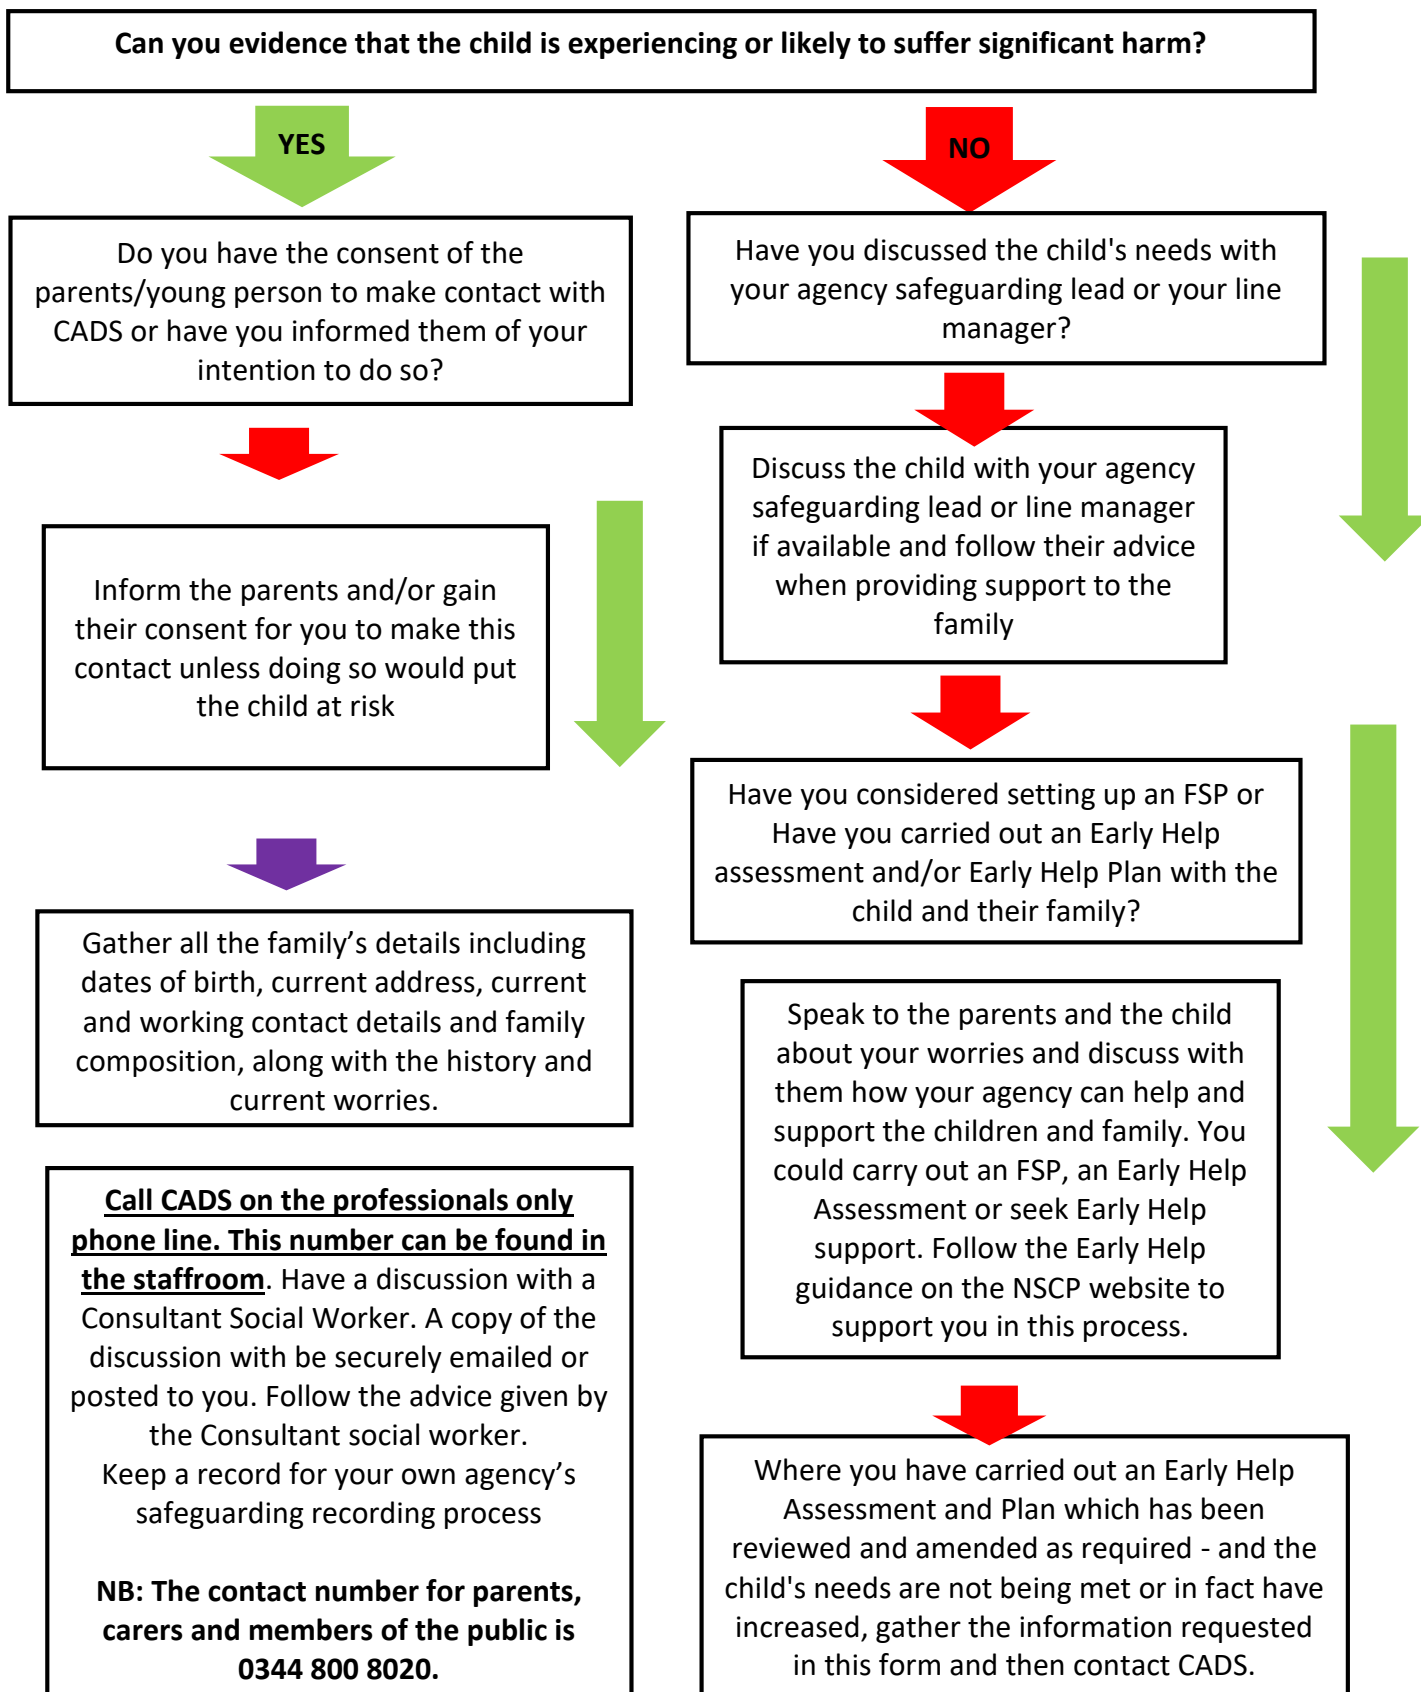 Can you evidence that the child is experiencing or likely to suffer significant harm?
YES
NO
Do you have the consent of the
parents/young person to make contact with
CADS or have you informed them of your
intention to do so?
Inform the parents and/or gain
their consent for you to make this
contact unless doing so would put
the child at risk
Gather all the family’s details including
dates of birth, current address, current
and working contact details and family
composition, along with the history and
current worries.
Call CADS on the professionals only
phone line. This number can be found in
the staffroom. Have a discussion with a
Consultant Social Worker. A copy of the
discussion with be securely emailed or
posted to you. Follow the advice given by
the Consultant social worker.
Keep a record for your own agency’s
safeguarding recording process
NB: The contact number for parents,
carers and members of the public is
0344 800 8020.
Have you discussed the child's needs with
your agency safeguarding lead or your line
manager?
Discuss the child with your agency
safeguarding lead or line manager
if available and follow their advice
when providing support to the
family
Have you considered setting up an FSP or
Have you carried out an Early Help
assessment and/or Early Help Plan with the
child and their family?
Speak to the parents and the child
about your worries and discuss with
them how your agency can help and
support the children and family. You
could carry out an FSP, an Early Help
Assessment or seek Early Help
support. Follow the Early Help
guidance on the NSCP website to
support you in this process.
Where you have carried out an Early Help
Assessment and Plan which has been
reviewed and amended as required - and the
child's needs are not being met or in fact have
increased, gather the information requested
in this form and then contact CADS.